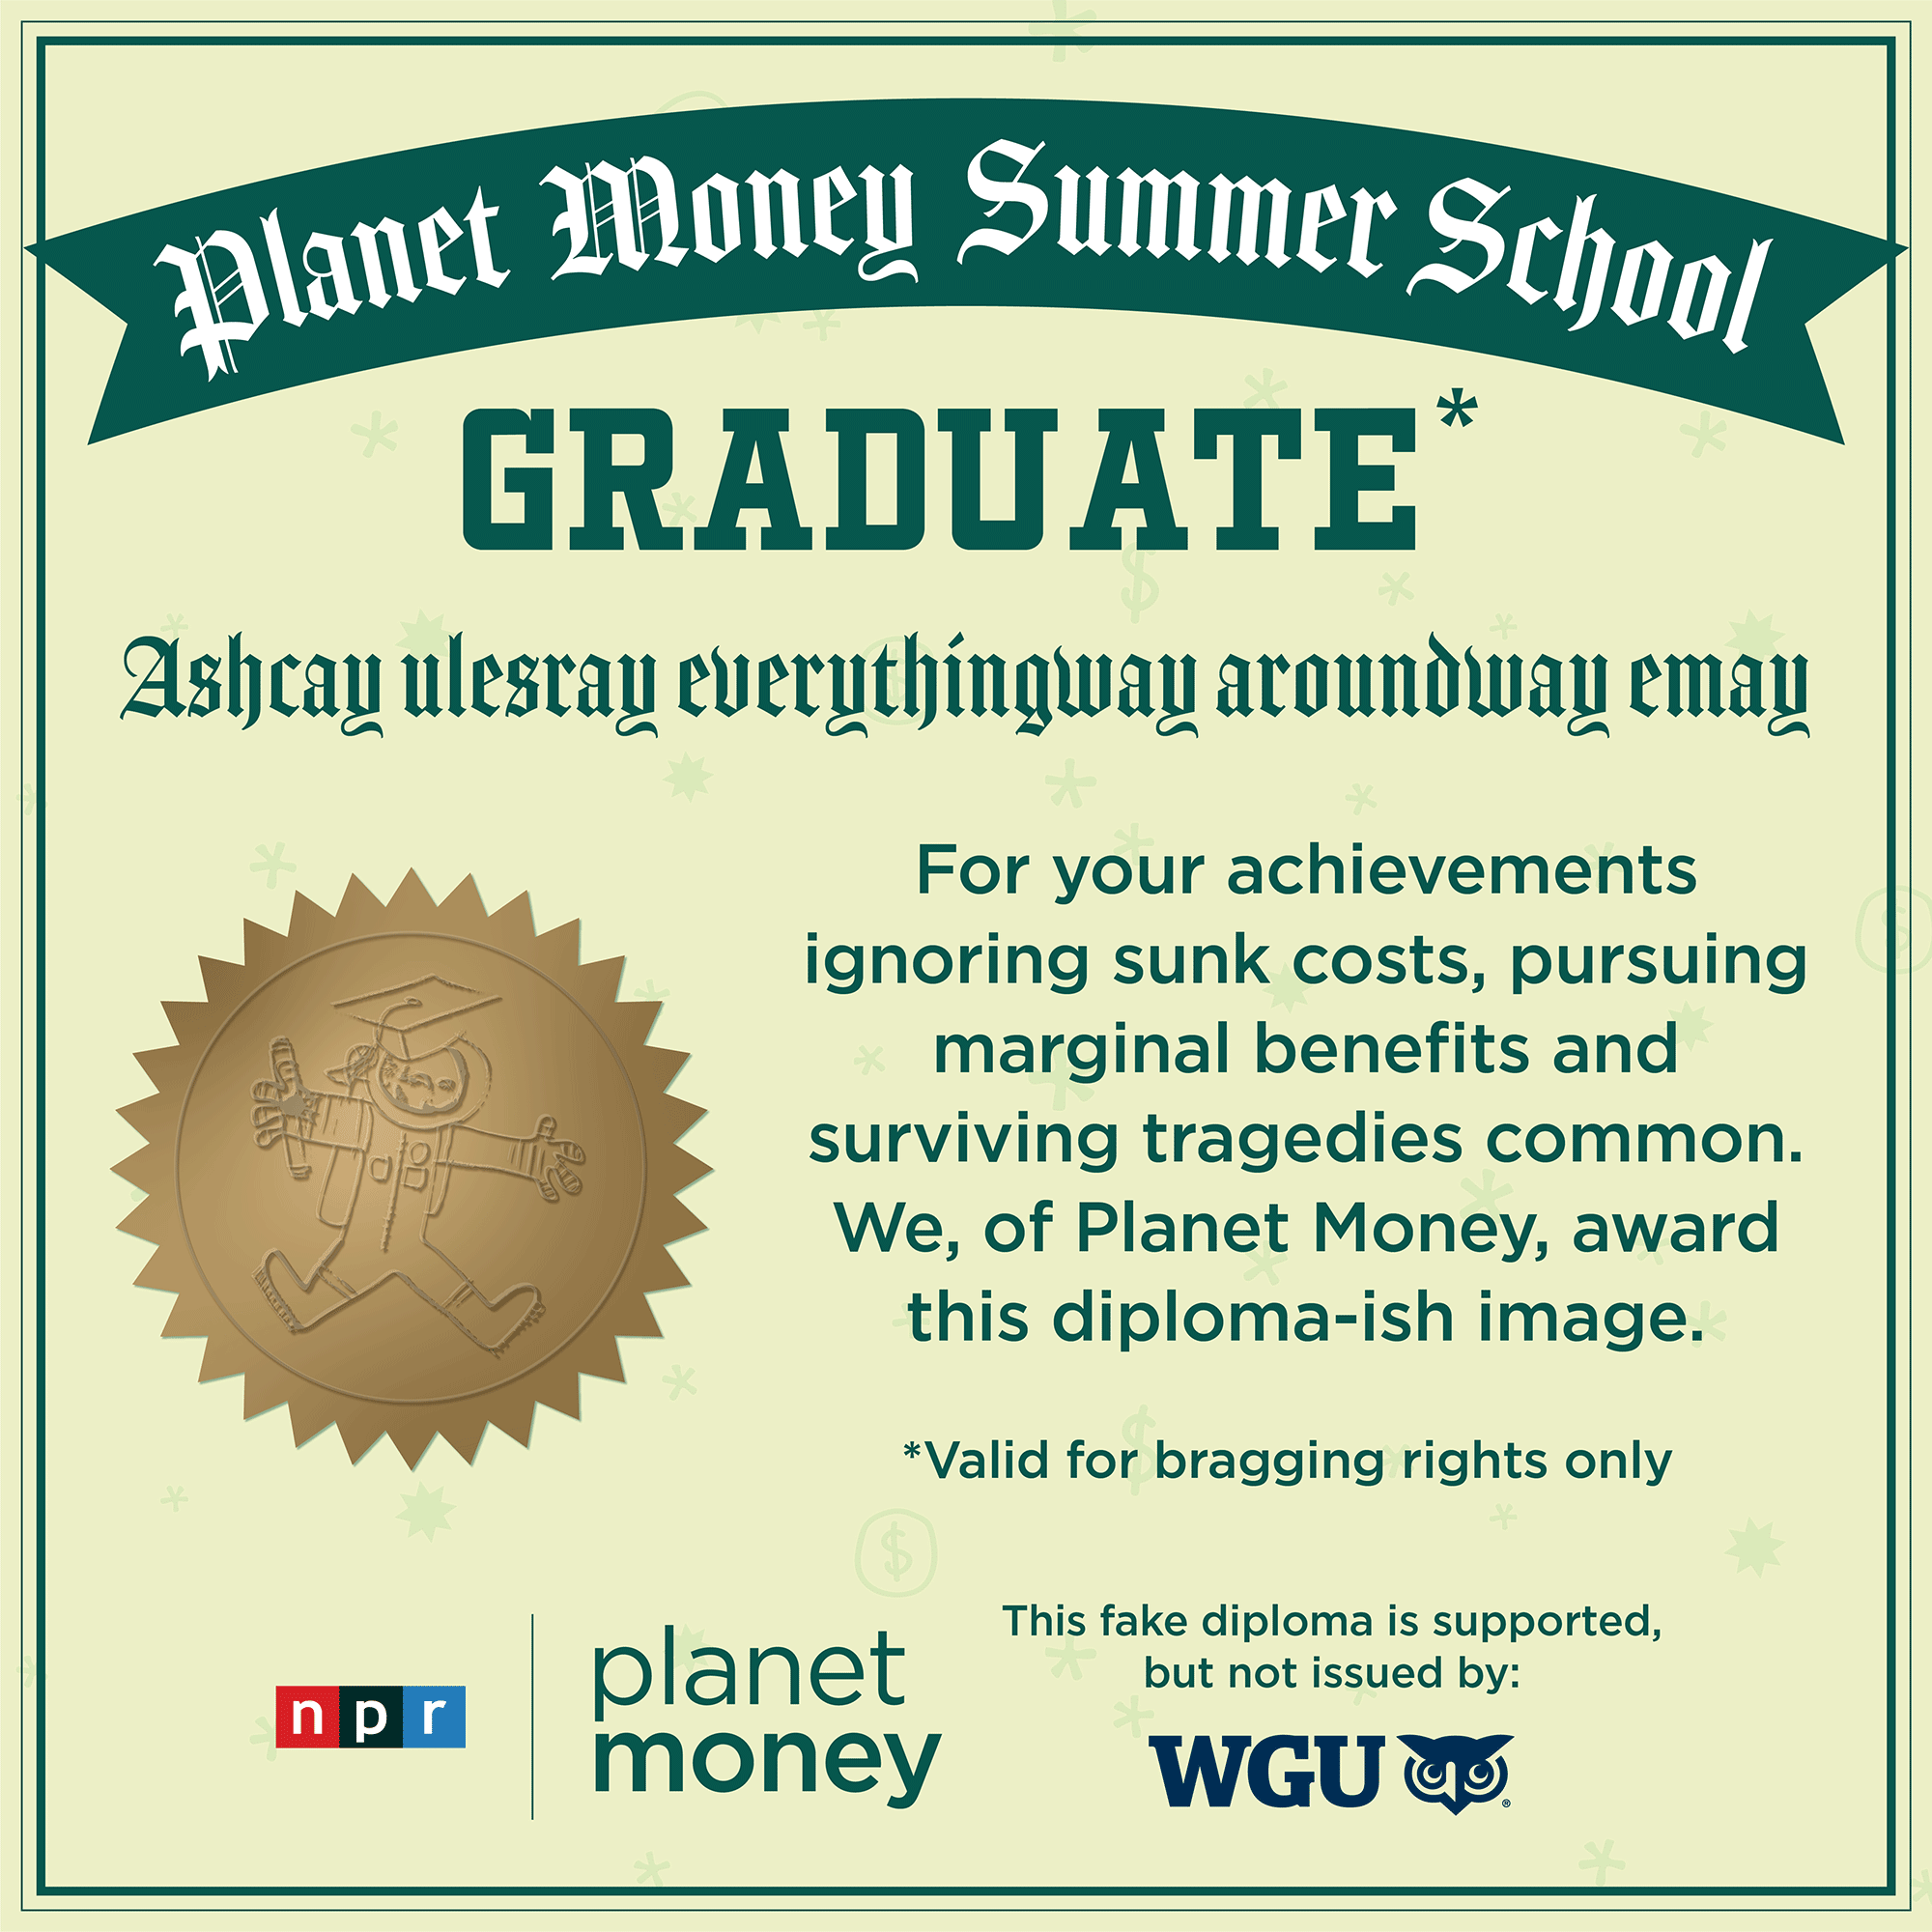 Planet Money Summer School
GRADUATE*
Ashcay ulesray everythingway aroundway emay
For your achievements
ignoring sunk costs, pursuing
marginal benefits and
surviving tragedies common.
We, of Planet Money, award
this diploma-ish image.
*Valid for bragging rights only
This fake diploma is supported,
but not issued by:
npr
planet
money
WGU®